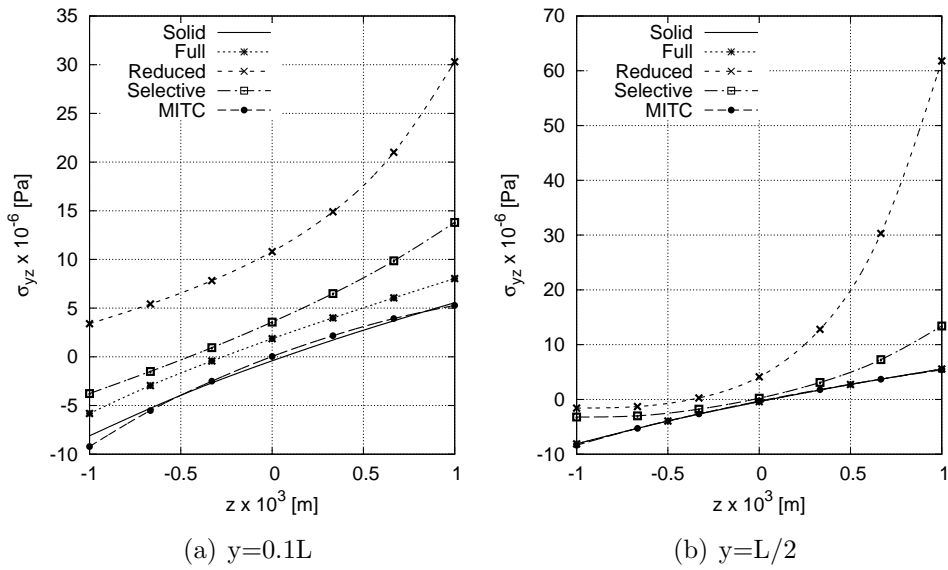 35
30
25
20
15
10
5
0
-5
-10
-1
-0.5
0
0.5
1
σyz x 10⁻⁶ [Pa]
z x 10³ [m]
Solid
Full
Reduced
Selective
MITC
(a) y=0.1L
70
60
50
40
30
20
10
0
-10
-1
-0.5
0
0.5
1
σyz x 10⁻⁶ [Pa]
z x 10³ [m]
Solid
Full
Reduced
Selective
MITC
(b) y=L/2